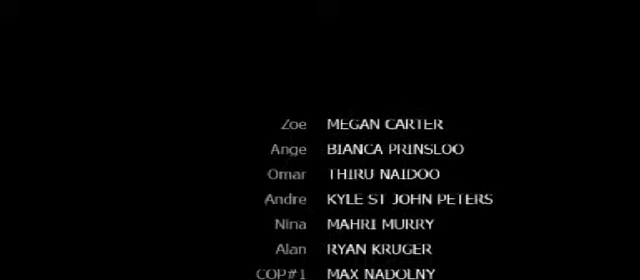 Zoe MEGAN CARTER
Ange BIANCA PRINSLOO
Omar THIRU NAIDOO
Andre KYLE ST JOHN PETERS
Nina MAHRI MURRY
Alan RYAN KRUGER
COP#1 MAX NADOLNY